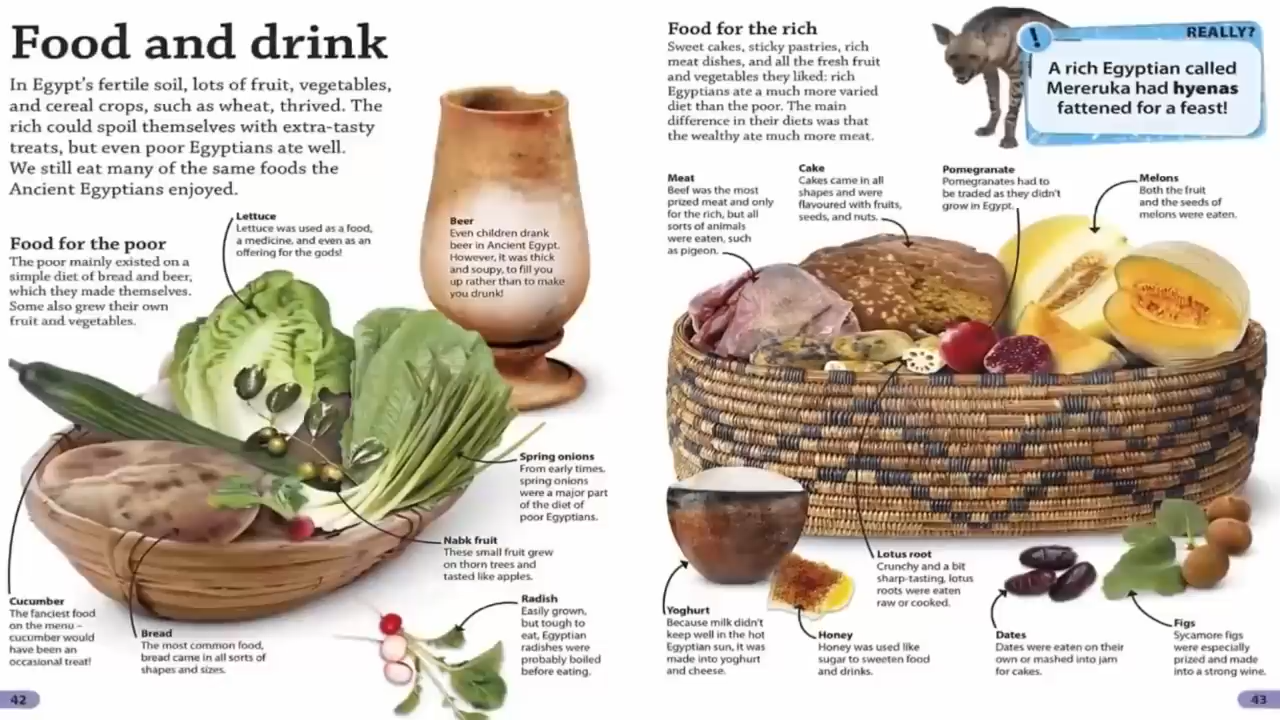 Food and drink
In Egypt's fertile soil, lots of fruit, vegetables,
and cereal crops, such as wheat, thrived. The
rich could spoil themselves with extra-tasty
treats, but even poor Egyptians ate well.
We still eat many of the same foods the
Ancient Egyptians enjoyed.
Food for the poor
The poor mainly existed on a
simple diet of bread and beer,
which they made themselves.
Some also grew their own
fruit and vegetables.
Lettuce
Lettuce was used as a food,
a medicine, and even as an
offering for the gods!
Beer
Even children drank
beer in Ancient Egypt.
However, it was thick
and soupy, to fill you
up rather than to make
you drunk!
Spring onions
From early times,
spring onions
were a major part
of the diet of
poor Egyptians.
Nabk fruit
These small fruit grew
on thorn trees and
tasted like apples.
Cucumber
The fanciest food
on the menu –
cucumber would
have been an
occasional treat!
Bread
The most common food,
bread came in all sorts of
shapes and sizes.
Radish
Easily grown,
but tough to
eat, Egyptian
radishes were
probably boiled
before eating.
42
Food for the rich
Sweet cakes, sticky pastries, rich
meat dishes, and all the fresh fruit
and vegetables they liked: rich
Egyptians ate a much more varied
diet than the poor. The main
difference in their diets was that
the wealthy ate much more meat.
! REALLY?
A rich Egyptian called
Mereruka had hyenas
fattened for a feast!
Meat
Beef was the most
prized meat and only
for the rich, but all
sorts of animals
were eaten, such
as pigeon.
Cake
Cakes came in all
shapes and were
flavoured with fruits,
seeds, and nuts.
Pomegranate
Pomegranates had to
be traded as they didn't
grow in Egypt.
Melons
Both the fruit
and the seeds of
melons were eaten.
Lotus root
Crunchy and a bit
sharp-tasting, lotus
roots were eaten
raw or cooked.
Yoghurt
Because milk didn't
keep well in the hot
Egyptian sun, it was
made into yoghurt
and cheese.
Honey
Honey was used like
sugar to sweeten food
and drinks.
Dates
Dates were eaten on their
own or mashed into jam
for cakes.
Figs
Sycamore figs
were especially
prized and made
into a strong wine.
43